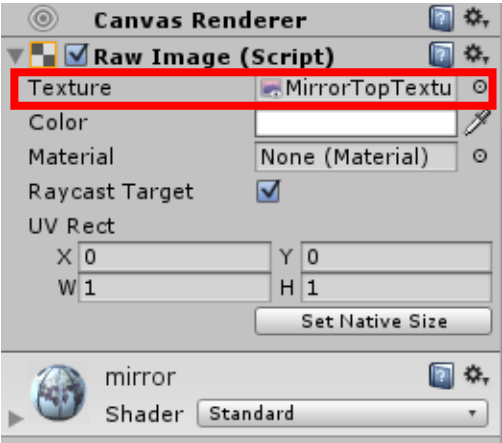 Canvas Renderer
Raw Image (Script)
Texture MirrorTopTextu
Color
Material None (Material)
Raycast Target
UV Rect
X 0 Y 0
W 1 H 1
Set Native Size
mirror
Shader Standard